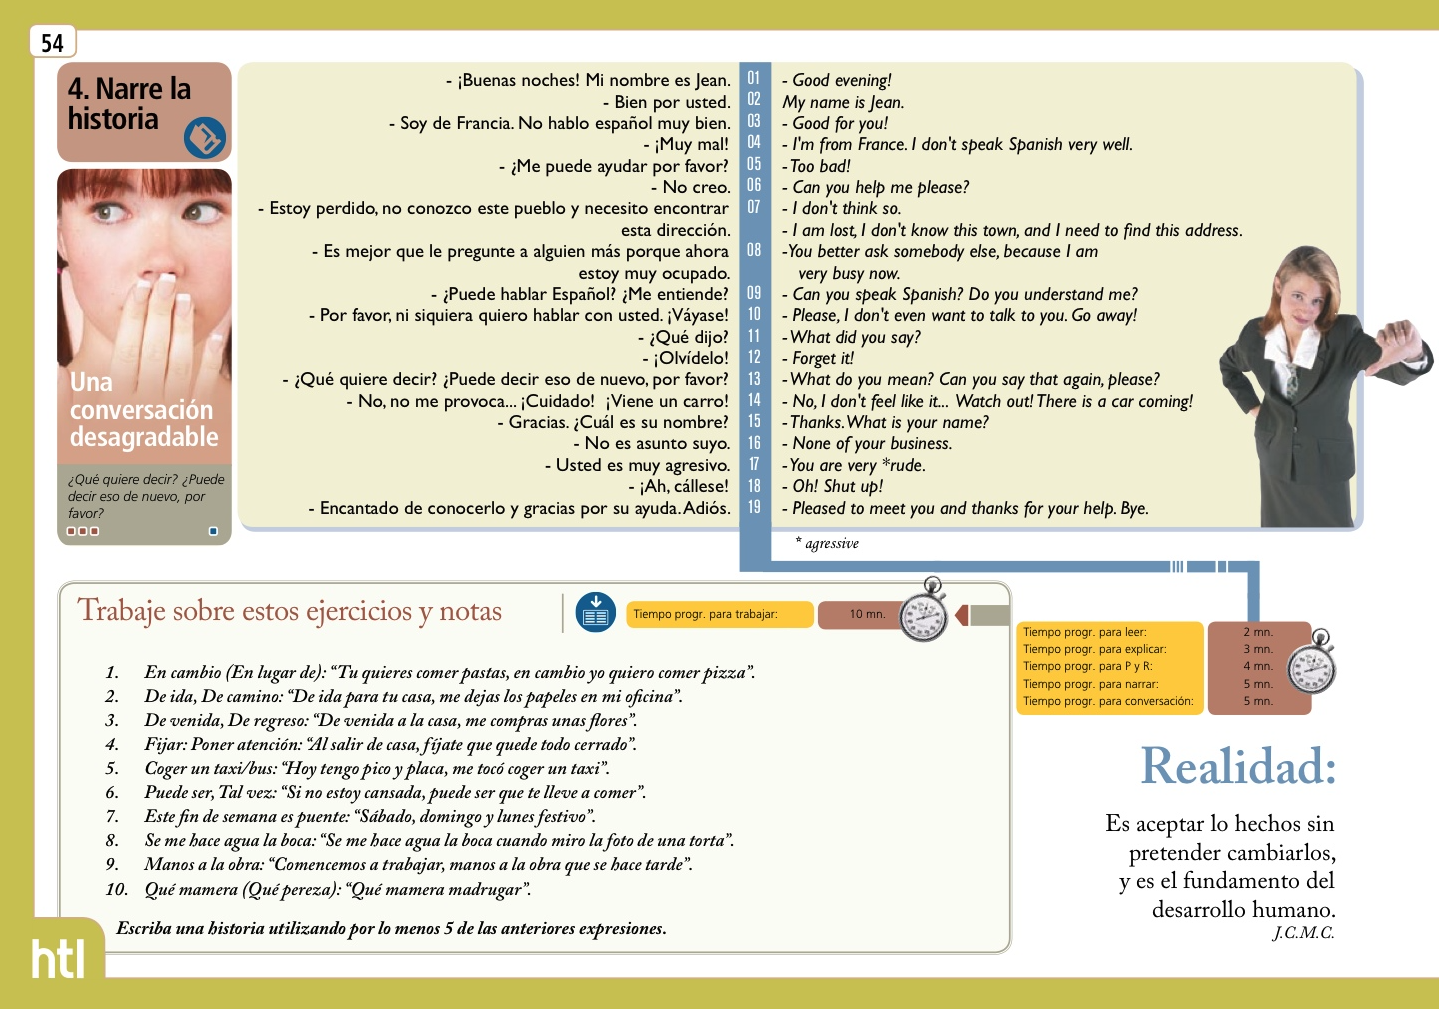 54
4. Narre la
historia
Una
conversación
desagradable
¿Qué quiere decir? ¿Puede
decir eso de nuevo, por
favor?
- ¡Buenas noches! Mi nombre es Jean.
- Bien por usted.
- Soy de Francia. No hablo español muy bien.
- ¡Muy mal!
- ¿Me puede ayudar por favor?
- No creo.
- Estoy perdido, no conozco este pueblo y necesito encontrar
esta dirección.
- Es mejor que le pregunte a alguien más porque ahora
estoy muy ocupado.
- ¿Puede hablar Español? ¿Me entiende?
- Por favor, ni siquiera quiero hablar con usted. ¡Váyase!
- ¿Qué dijo?
- ¡Olvídelo!
- ¿Qué quiere decir? ¿Puede decir eso de nuevo, por favor?
- No, no me provoca... ¡Cuidado! ¡Viene un carro!
- Gracias. ¿Cuál es su nombre?
- No es asunto suyo.
- Usted es muy agresivo.
- ¡Ah, cállese!
- Encantado de conocerlo y gracias por su ayuda. Adiós.
01
02
03
04
05
06
07
08
09
10
11
12
13
14
15
16
17
18
19
- Good evening!
My name is Jean.
- Good for you!
- I'm from France. I don't speak Spanish very well.
- Too bad!
- Can you help me please?
- I don't think so.
- I am lost, I don't know this town, and I need to find this address.
- You better ask somebody else, because I am
very busy now.
- Can you speak Spanish? Do you understand me?
- Please, I don't even want to talk to you. Go away!
- What did you say?
- Forget it!
- What do you mean? Can you say that again, please?
- No, I don't feel like it... Watch out! There is a car coming!
- Thanks. What is your name?
- None of your business.
- You are very *rude.
- Oh! Shut up!
- Pleased to meet you and thanks for your help. Bye.
* agressive
Trabaje sobre estos ejercicios y notas
Tiempo progr. para trabajar: 10 mn.
1. En cambio (En lugar de): “Tu quieres comer pastas, en cambio yo quiero comer pizza”.
2. De ida, De camino: “De ida para tu casa, me dejas los papeles en mi oficina”.
3. De venida, De regreso: “De venida a la casa, me compras unas flores”.
4. Fijar: Poner atención: “Al salir de casa, fíjate que quede todo cerrado”.
5. Coger un taxi/bus: “Hoy tengo pico y placa, me tocó coger un taxi”.
6. Puede ser, Tal vez: “Si no estoy cansada, puede ser que te lleve a comer”.
7. Este fin de semana es puente: “Sábado, domingo y lunes festivo”.
8. Se me hace agua la boca: “Se me hace agua la boca cuando miro la foto de una torta”.
9. Manos a la obra: “Comencemos a trabajar, manos a la obra que se hace tarde”.
10. Qué mamera (Qué pereza): “Qué mamera madrugar”.
Escriba una historia utilizando por lo menos 5 de las anteriores expresiones.
Tiempo progr. para leer: 2 mn.
Tiempo progr. para explicar: 3 mn.
Tiempo progr. para P y R: 4 mn.
Tiempo progr. para narrar: 5 mn.
Tiempo progr. para conversación: 5 mn.
Realidad:
Es aceptar lo hechos sin
pretender cambiarlos,
y es el fundamento del
desarrollo humano.
J.C.M.C.
htl